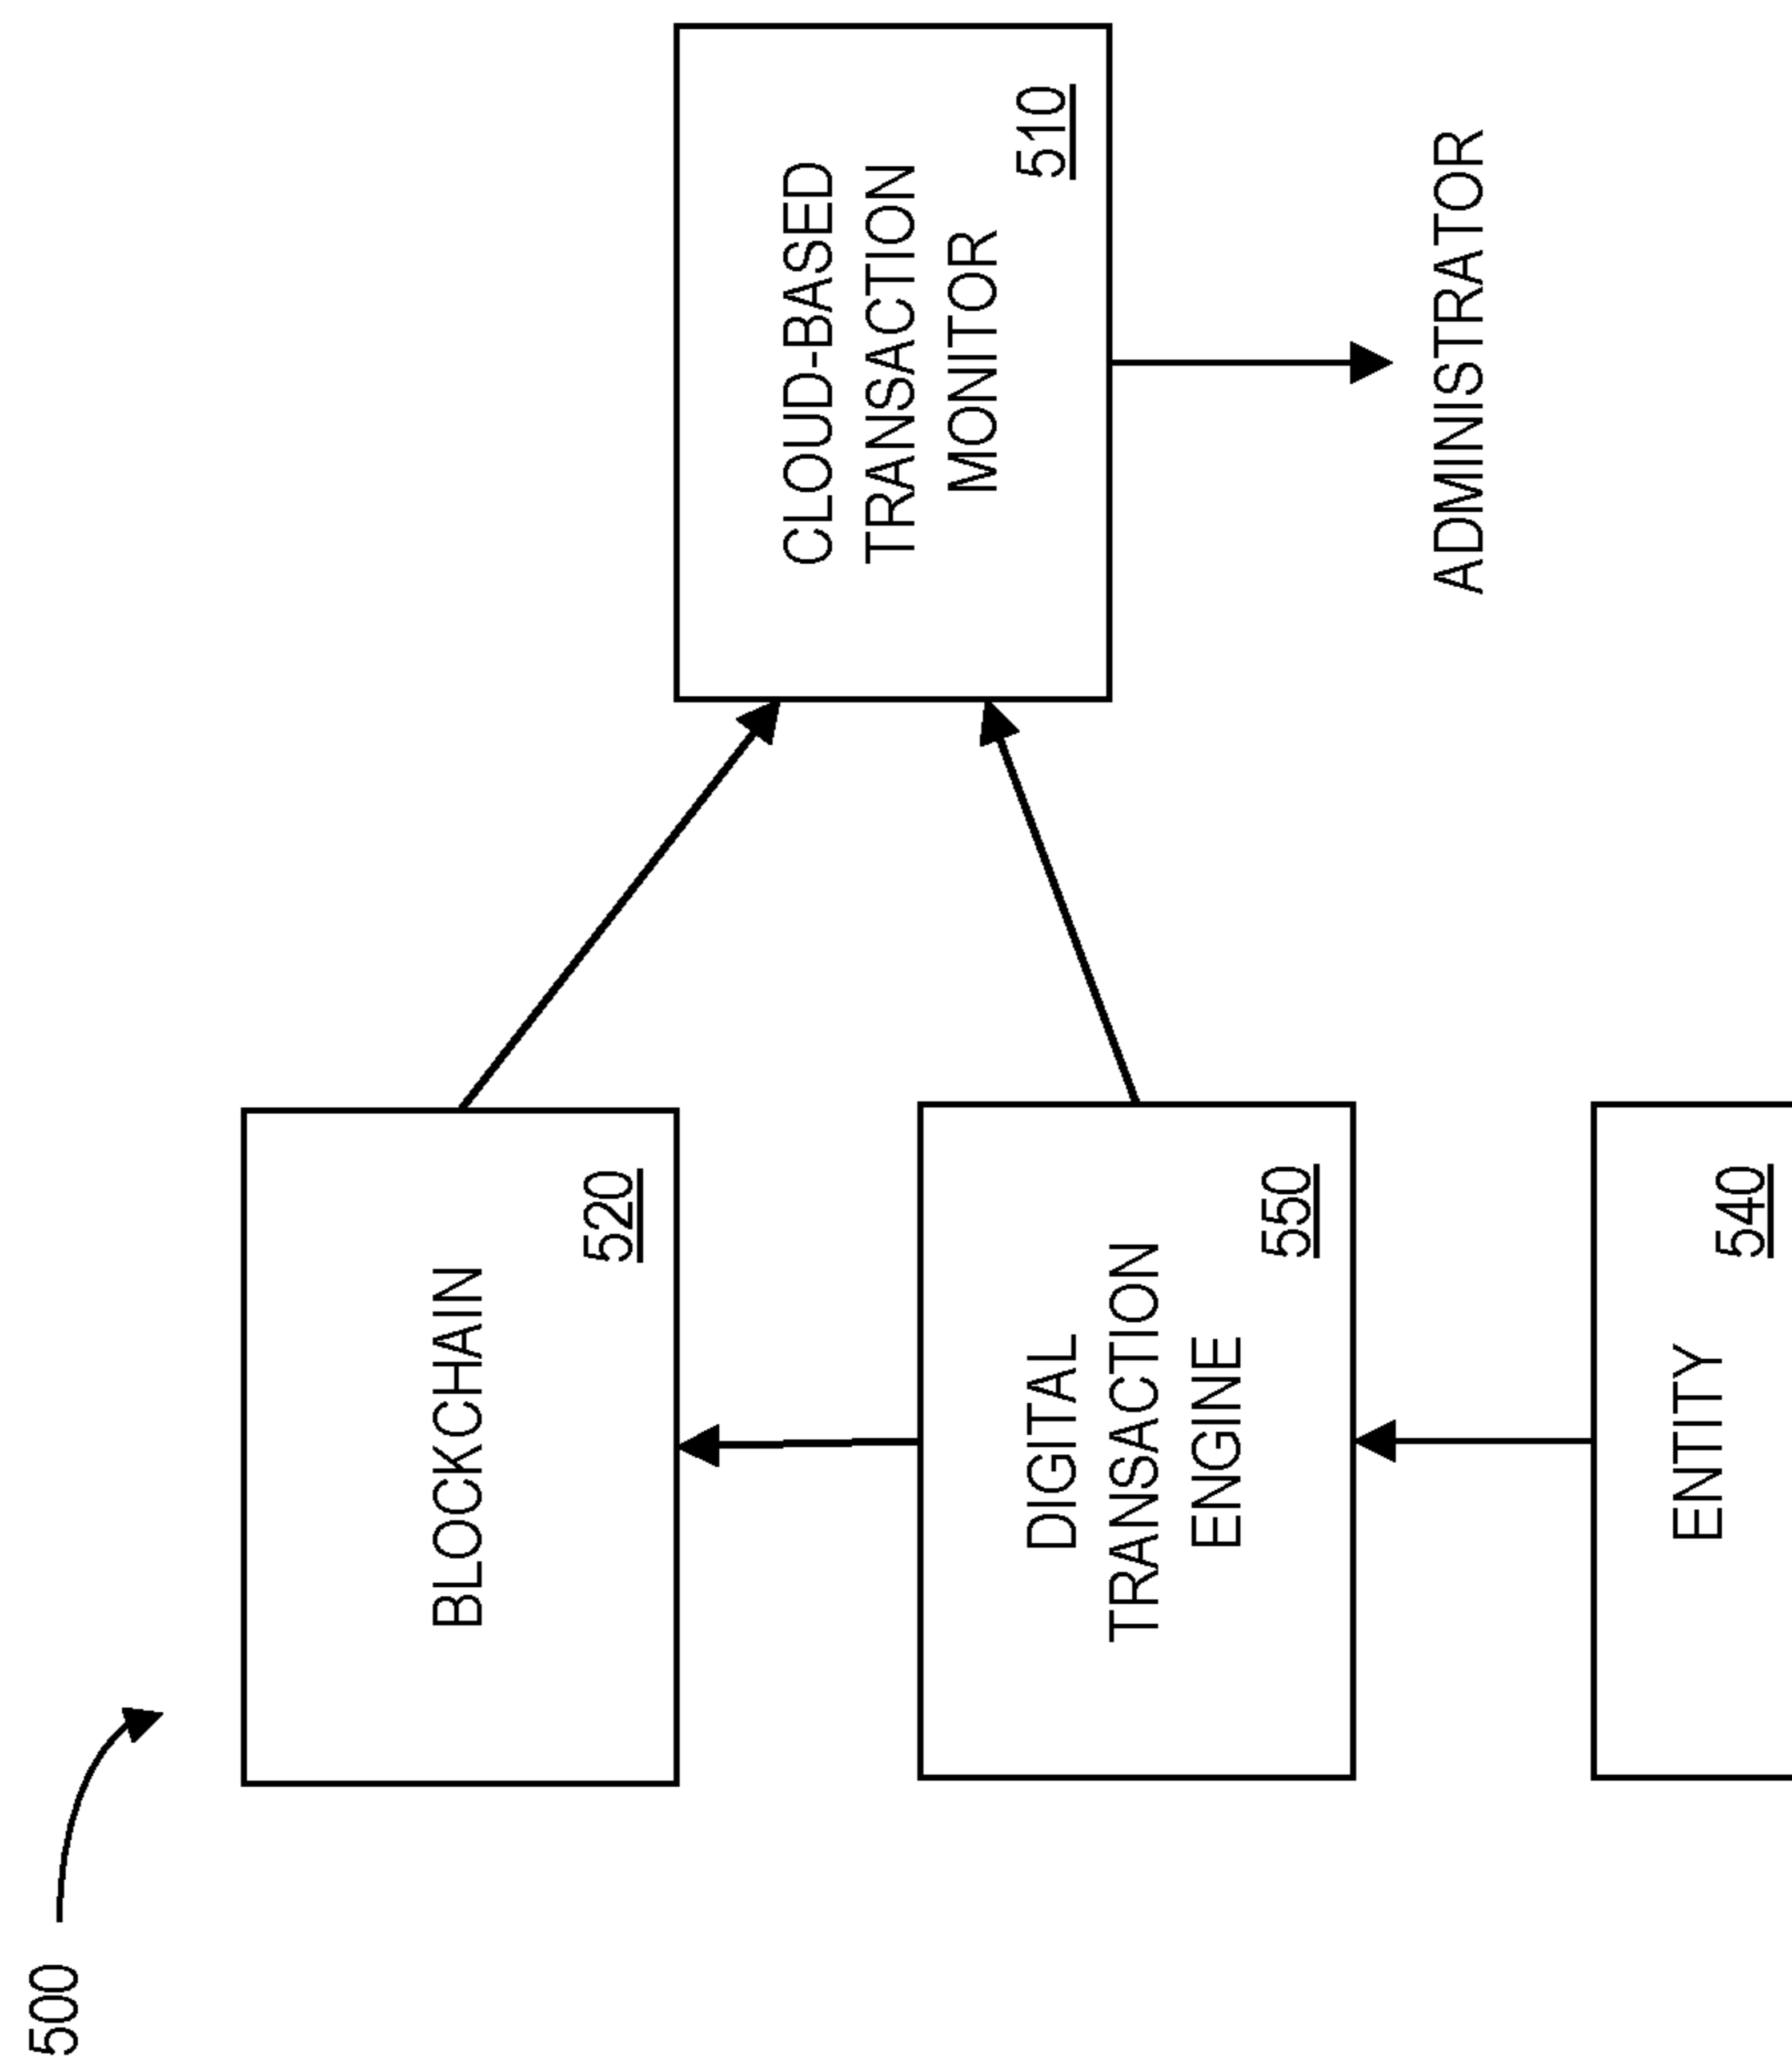 500
BLOCKCHAIN
520
CLOUD-BASED
TRANSACTION
MONITOR
510
DIGITAL
TRANSACTION
ENGINE
550
ADMINISTRATOR
ENTITY
540